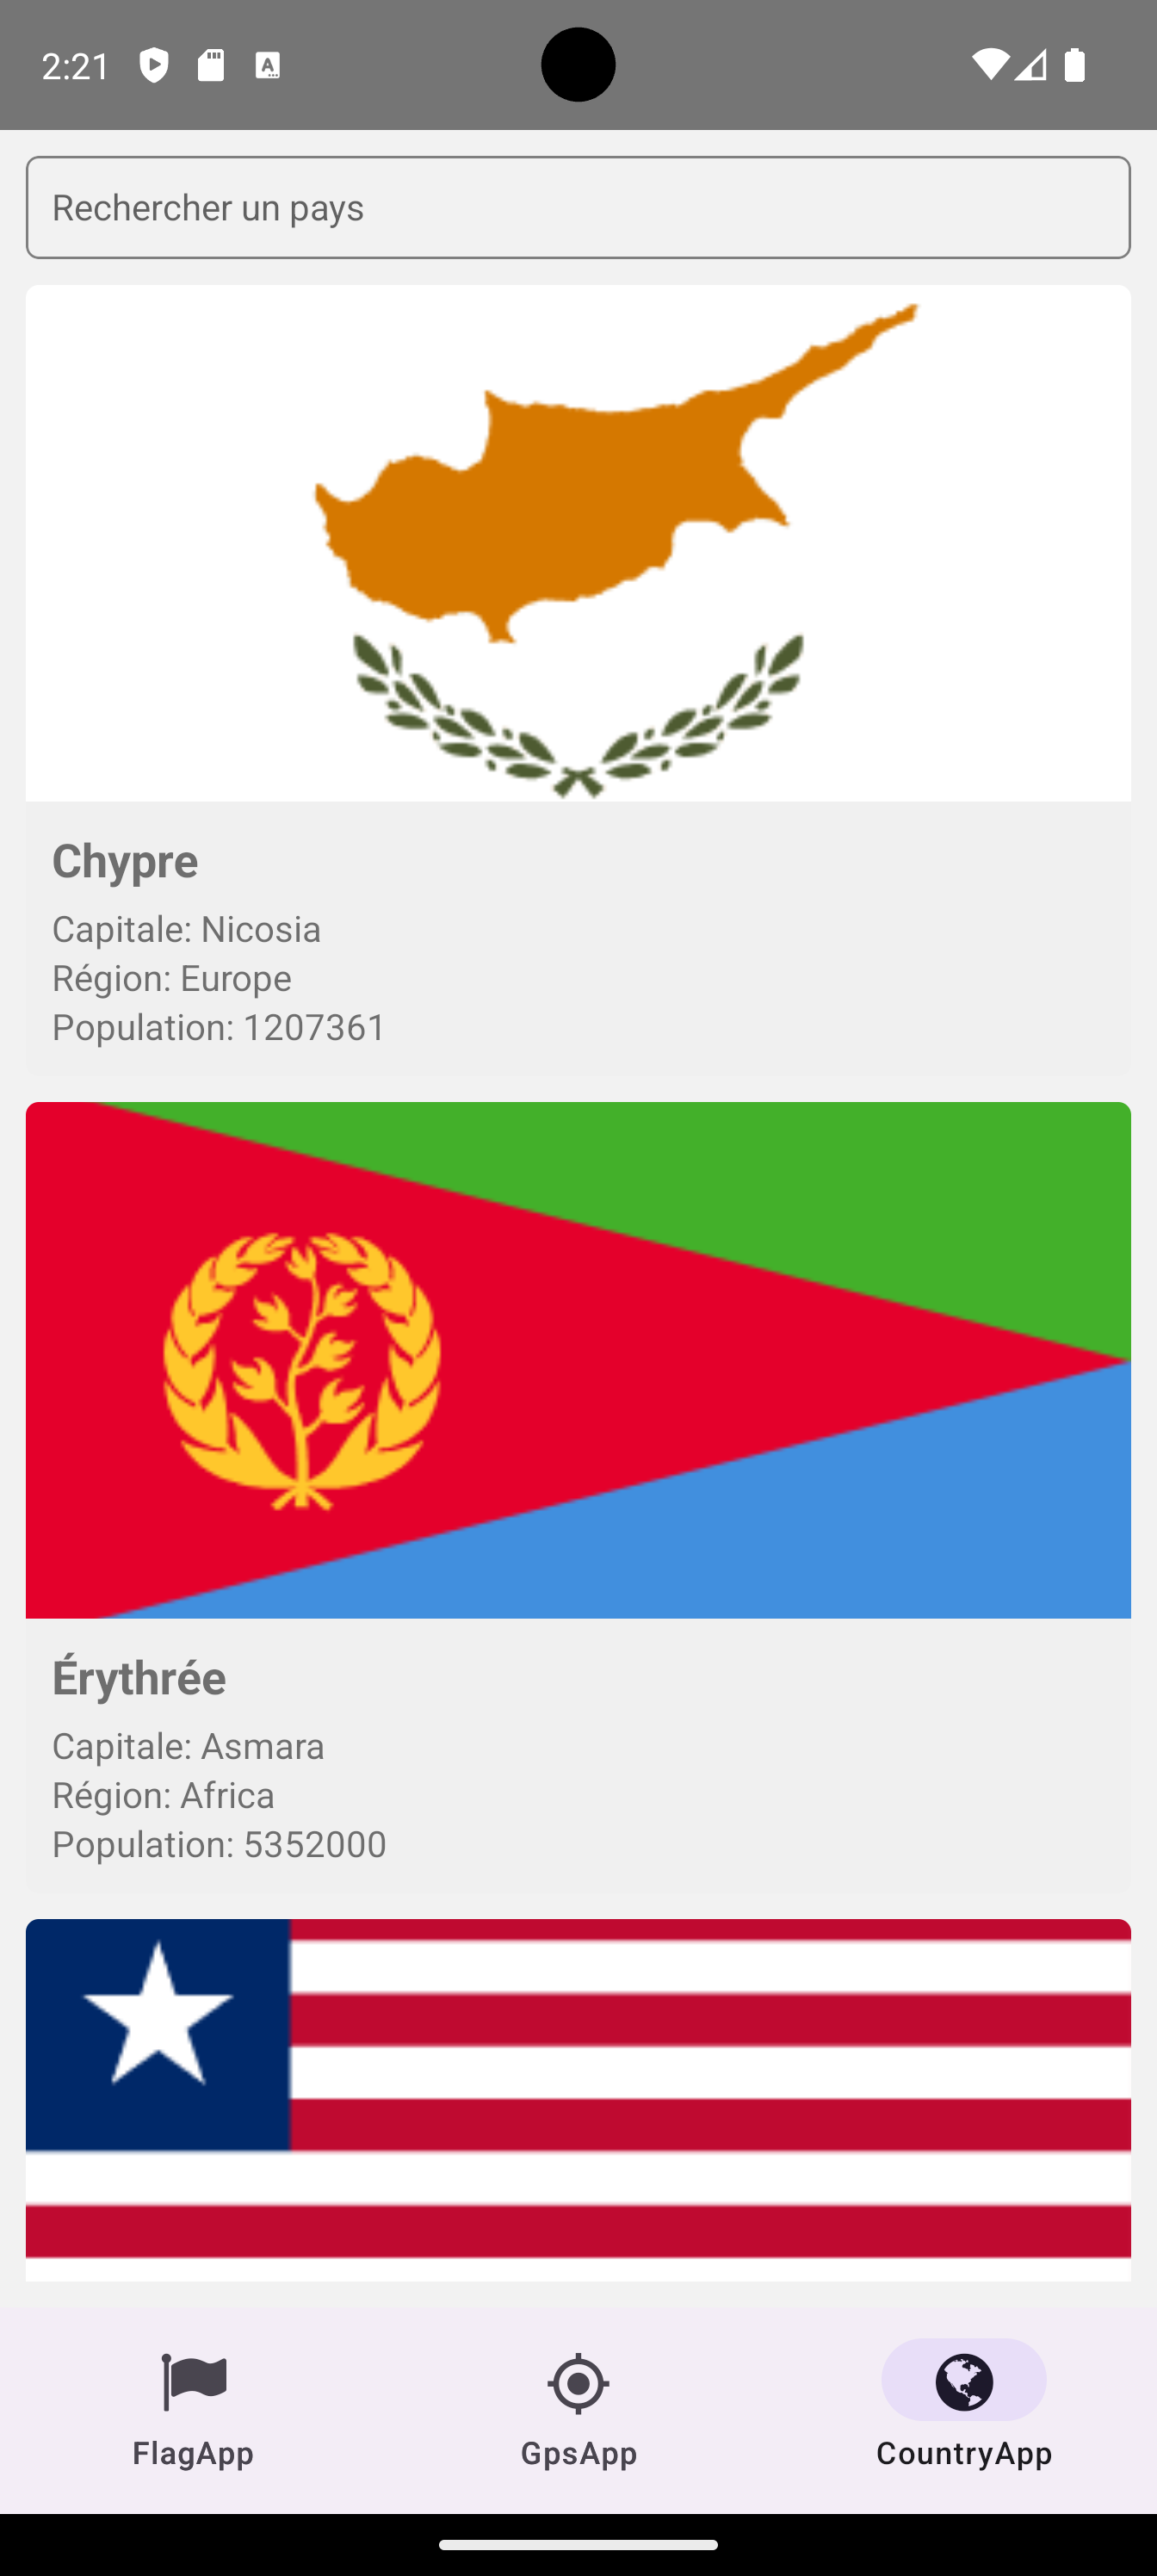 2:21
Rechercher un pays
Chypre
Capitale: Nicosia
Région: Europe
Population: 1207361
Érythrée
Capitale: Asmara
Région: Africa
Population: 5352000
FlagApp
GpsApp
CountryApp